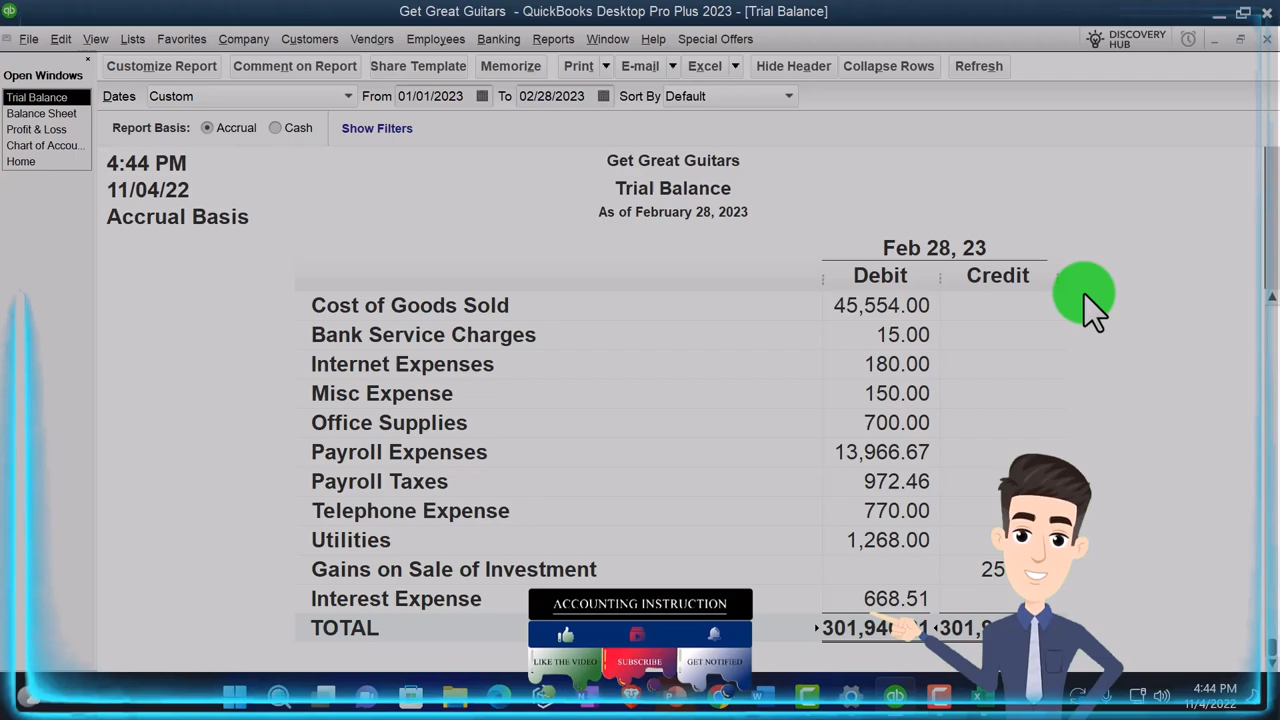 Get Great Guitars - QuickBooks Desktop Pro Plus 2023 - [Trial Balance]
File Edit View Lists Favorites Company Customers Vendors Employees Banking Reports Window Help Special Offers DISCOVERY HUB
Open Windows
Trial Balance
Balance Sheet
Profit & Loss
Chart of Accou...
Home
Customize Report Comment on Report Share Template Memorize Print E-mail Excel Hide Header Collapse Rows Refresh
Dates Custom From 01/01/2023 To 02/28/2023 Sort By Default
Report Basis: Accrual Cash Show Filters
4:44 PM
11/04/22
Accrual Basis
Get Great Guitars
Trial Balance
As of February 28, 2023
Feb 28, 23
Debit Credit
Cost of Goods Sold 45,554.00
Bank Service Charges 15.00
Internet Expenses 180.00
Misc Expense 150.00
Office Supplies 700.00
Payroll Expenses 13,966.67
Payroll Taxes 972.46
Telephone Expense 770.00
Utilities 1,268.00
Gains on Sale of Investment
Interest Expense 668.51
TOTAL
ACCOUNTING INSTRUCTION
LIKE THE VIDEO SUBSCRIBE GET NOTIFIED
4:44 PM
11/4/2022